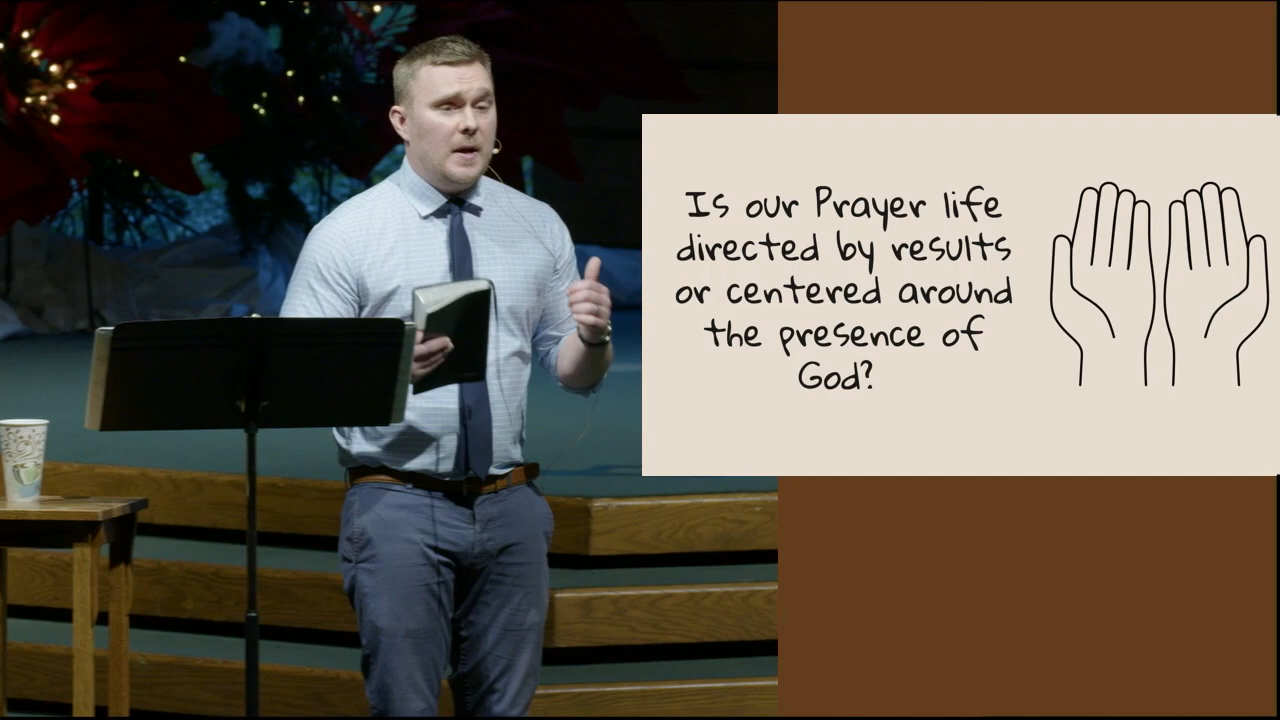 Is our Prayer life
directed by results
or centered around
the presence of
God?